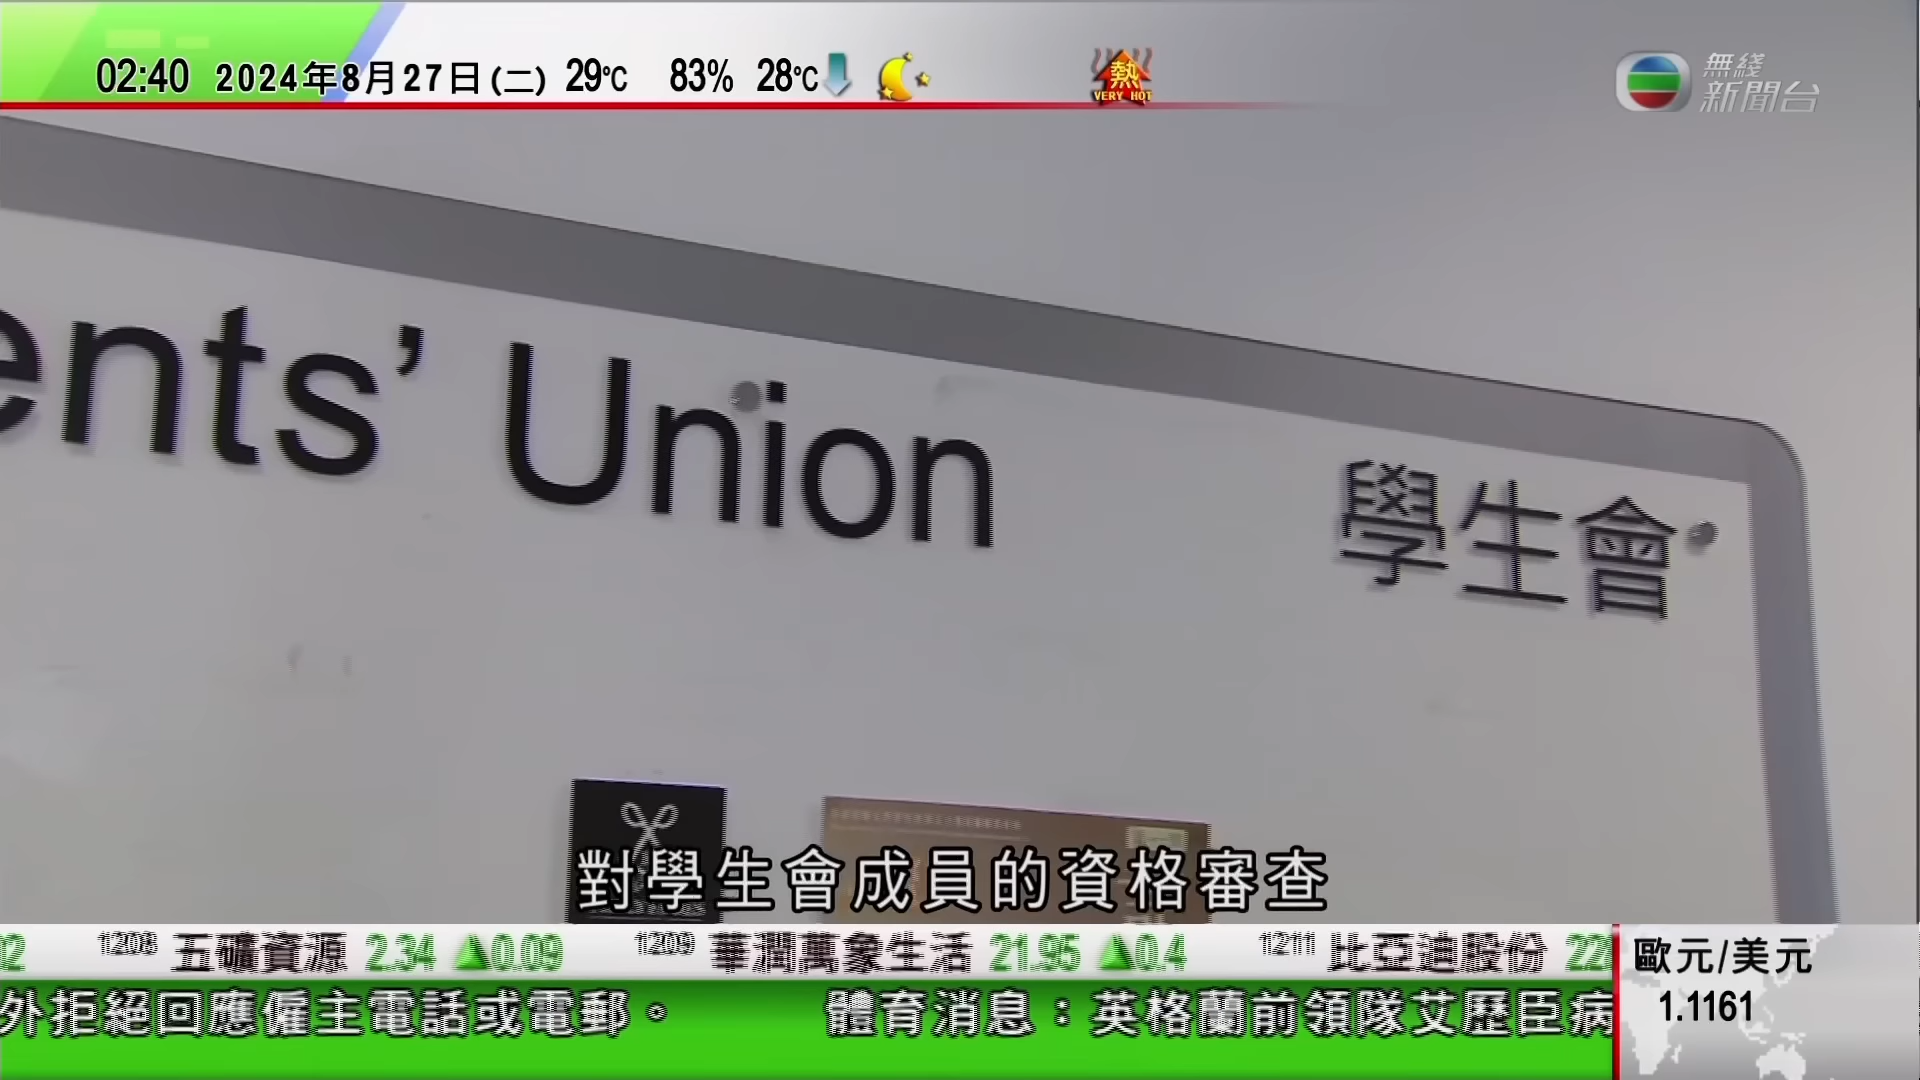 02:40 2024年8月27日(二) 29℃ 83% 28℃
熱
VERY HOT
無綫
新聞台
ents' Union
學生會
對學生會成員的資格審查
1208 五礦資源 2.34 ▲0.09 1209 華潤萬象生活 21.95 ▲0.4 1211 比亞迪股份 22
外拒絕回應僱主電話或電郵。 體育消息：英格蘭前領隊艾歷臣病
歐元/美元
1.1161